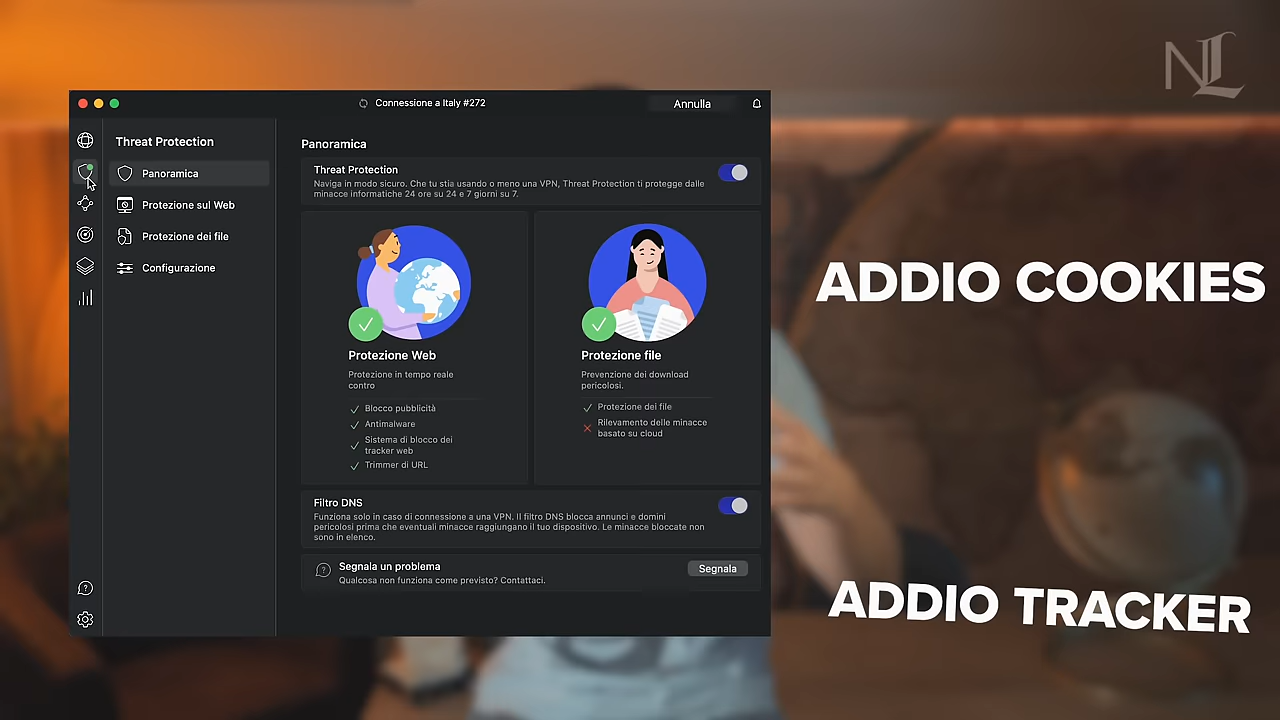 NL
Connessione a Italy #272
Annulla
Threat Protection
Panoramica
Protezione sul Web
Protezione dei file
Configurazione
Panoramica
Threat Protection
Naviga in modo sicuro. Che tu stia usando o meno una VPN, Threat Protection ti protegge dalle
minacce informatiche 24 ore su 24 e 7 giorni su 7.
Protezione Web
Protezione in tempo reale
contro
Blocco pubblicità
Antimalware
Sistema di blocco dei
tracker web
Trimmer di URL
Protezione file
Prevenzione dei download
pericolosi.
Protezione dei file
Rilevamento delle minacce
basato su cloud
Filtro DNS
Funziona solo in caso di connessione a una VPN. Il filtro DNS blocca annunci e domini
pericolosi prima che eventuali minacce raggiungano il tuo dispositivo. Le minacce bloccate non
sono in elenco.
Segnala un problema
Qualcosa non funziona come previsto? Contattaci.
Segnala
ADDIO COOKIES
ADDIO TRACKER